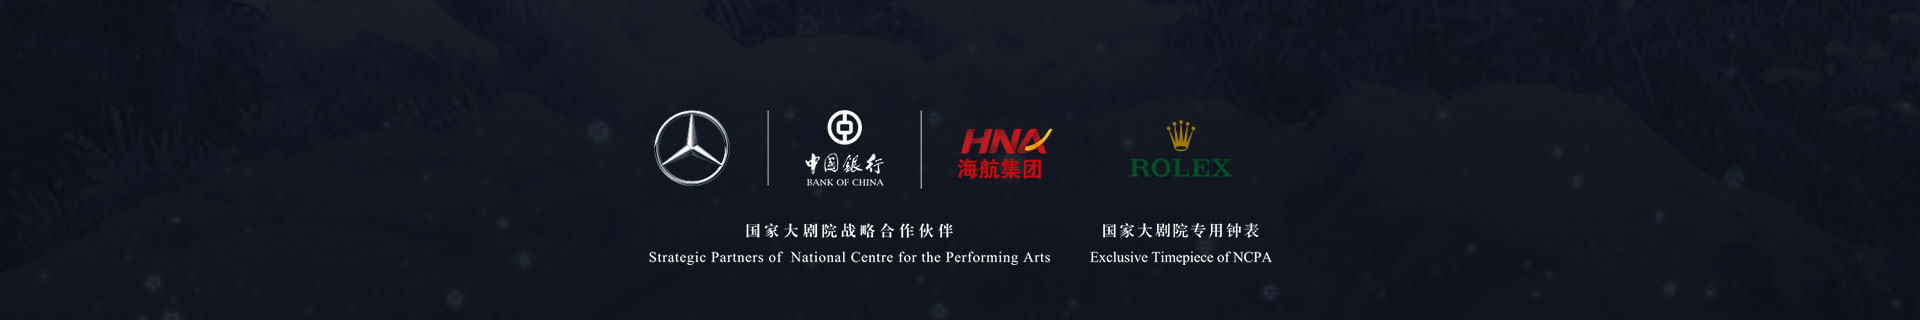 中国银行
BANK OF CHINA
HNA
海航集团
ROLEX
国家大剧院战略合作伙伴
Strategic Partners of National Centre for the Performing Arts
国家大剧院专用钟表
Exclusive Timepiece of NCPA